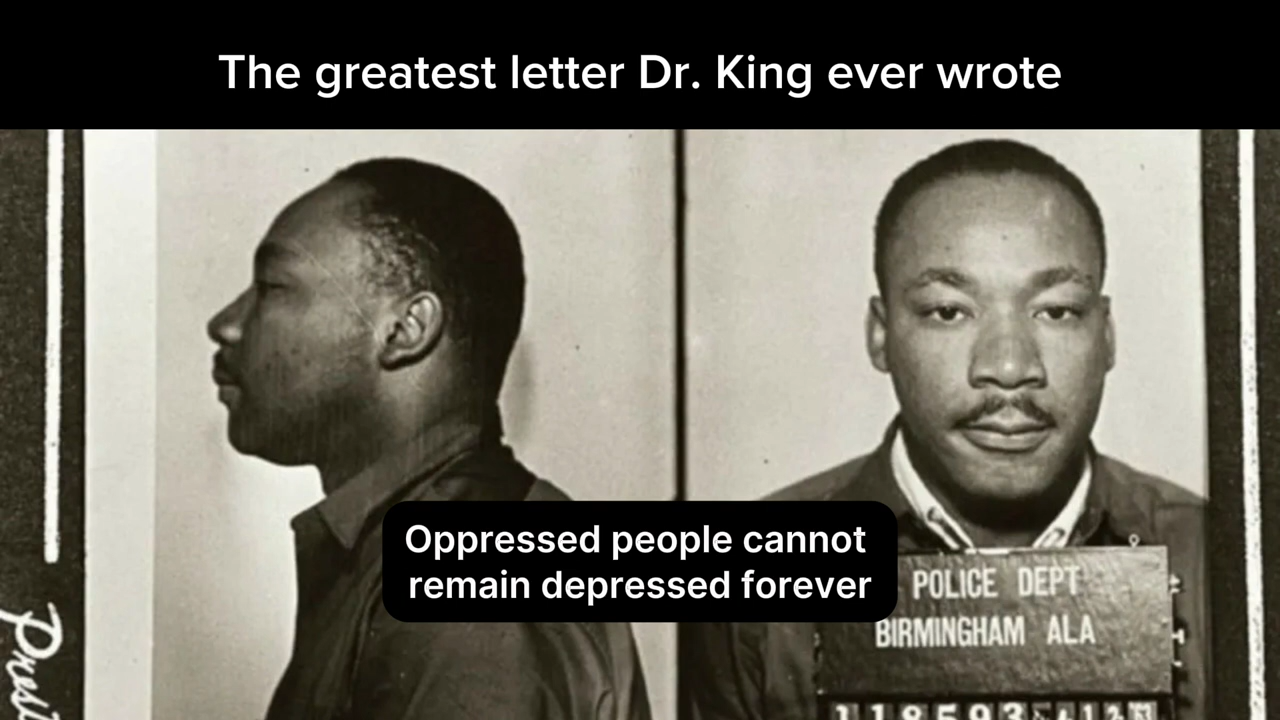 The greatest letter Dr. King ever wrote
Oppressed people cannot
remain depressed forever
POLICE DEPT
BIRMINGHAM ALA